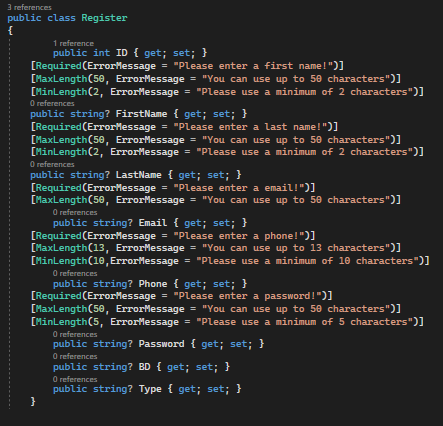 3 references
public class Register
{
1 reference
public int ID { get; set; }
[Required(ErrorMessage = "Please enter a first name!")]
[MaxLength(50, ErrorMessage = "You can use up to 50 characters")]
[MinLength(2, ErrorMessage = "Please use a minimum of 2 characters")]
0 references
public string? FirstName { get; set; }
[Required(ErrorMessage = "Please enter a last name!")]
[MaxLength(50, ErrorMessage = "You can use up to 50 characters")]
[MinLength(2, ErrorMessage = "Please use a minimum of 2 characters")]
0 references
public string? LastName { get; set; }
[Required(ErrorMessage = "Please enter a email!")]
[MaxLength(50, ErrorMessage = "You can use up to 50 characters")]
0 references
public string? Email { get; set; }
[Required(ErrorMessage = "Please enter a phone!")]
[MaxLength(13, ErrorMessage = "You can use up to 13 characters")]
[MinLength(10,ErrorMessage = "Please use a minimum of 10 characters")]
0 references
public string? Phone { get; set; }
[Required(ErrorMessage = "Please enter a password!")]
[MaxLength(50, ErrorMessage = "You can use up to 50 characters")]
[MinLength(5, ErrorMessage = "Please use a minimum of 5 characters")]
0 references
public string? Password { get; set; }
0 references
public string? BD { get; set; }
0 references
public string? Type { get; set; }
}